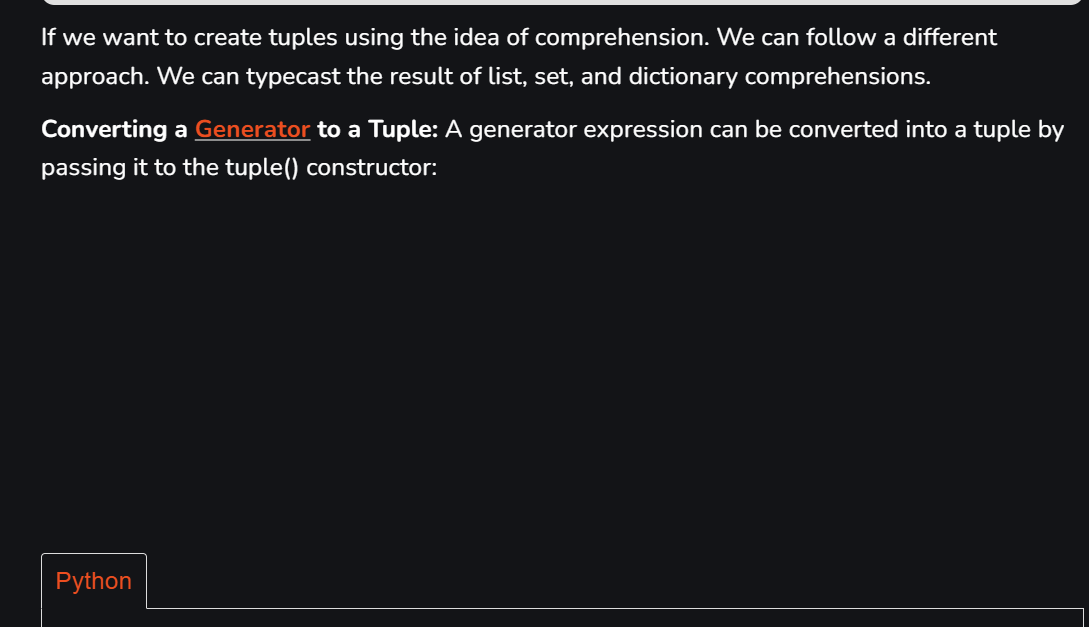 If we want to create tuples using the idea of comprehension. We can follow a different
approach. We can typecast the result of list, set, and dictionary comprehensions.
Converting a Generator to a Tuple: A generator expression can be converted into a tuple by
passing it to the tuple() constructor:
Python